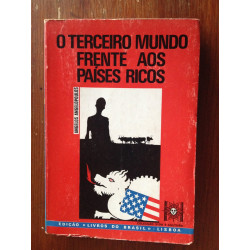 O TERCEIRO MUNDO
FRENTE AOS
PAÍSES RICOS
EDIÇÃO «LIVROS DO BRASIL» LISBOA